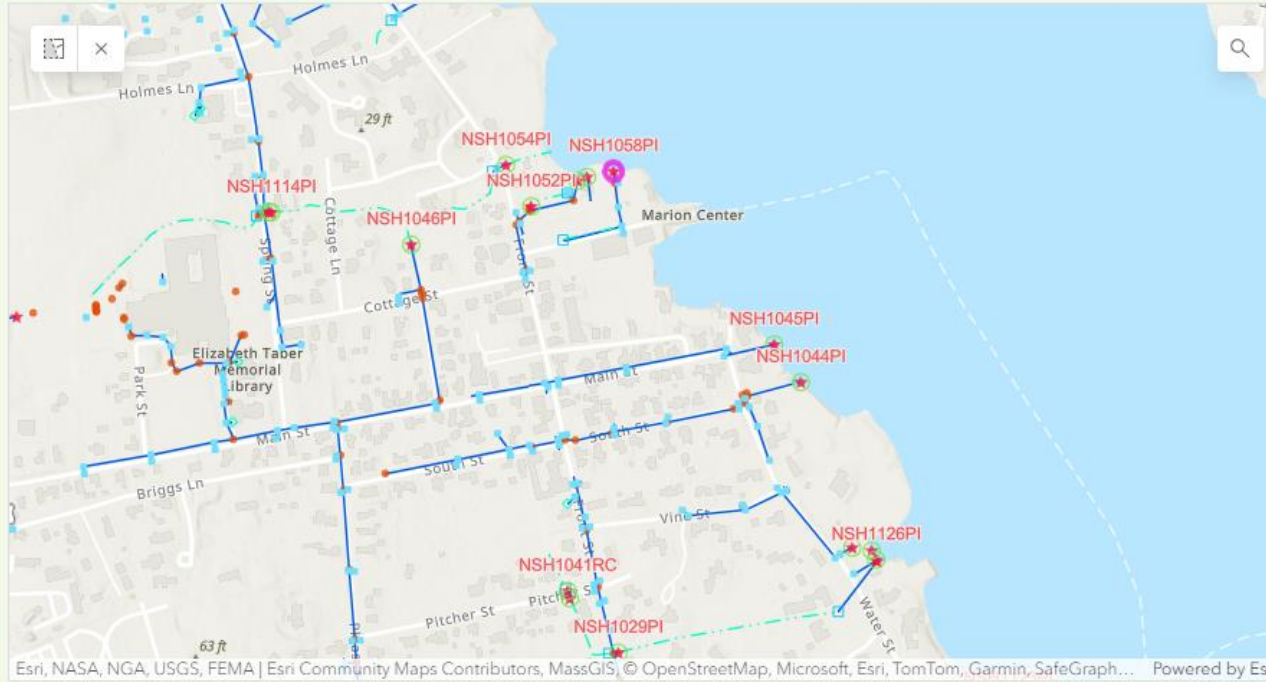 Holmes Ln
Holmes Ln
29 ft
NSH1054PI
NSH1058PI
NSH1052PI
NSH1114PI
NSH1046PI
Marion Center
Cottage Ln
Spring St
Front St
Cottage St
NSH1045PI
NSH1044PI
Elizabeth Taber
Memorial
Library
Park St
Main St
Main St
South St
South St
Briggs Ln
Vine St
Front St
NSH1126PI
NSH1041RC
Pitcher St
Pitcher St
NSH1029PI
Water St
63 ft
Esri, NASA, NGA, USGS, FEMA | Esri Community Maps Contributors, MassGIS, © OpenStreetMap, Microsoft, Esri, TomTom, Garmin, SafeGraph… Powered by Es